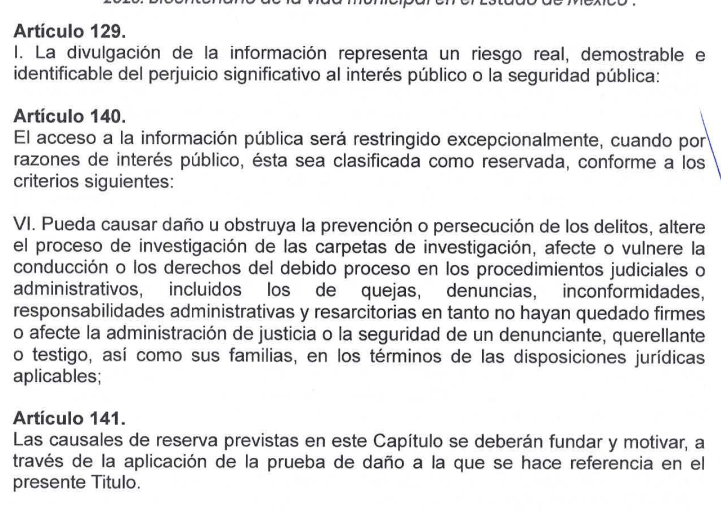 Bicentenario de la vida municipal en el Estado de México".
Artículo 129.
I. La divulgación de la información representa un riesgo real, demostrable e
identificable del perjuicio significativo al interés público o la seguridad pública:
Artículo 140.
El acceso a la información pública será restringido excepcionalmente, cuando por
razones de interés público, ésta sea clasificada como reservada, conforme a los
criterios siguientes:
VI. Pueda causar daño u obstruya la prevención o persecución de los delitos, altere
el proceso de investigación de las carpetas de investigación, afecte o vulnere la
conducción o los derechos del debido proceso en los procedimientos judiciales o
administrativos, incluidos los de quejas, denuncias, inconformidades,
responsabilidades administrativas y resarcitorias en tanto no hayan quedado firmes
o afecte la administración de justicia o la seguridad de un denunciante, querellante
o testigo, así como sus familias, en los términos de las disposiciones jurídicas
aplicables;
Artículo 141.
Las causales de reserva previstas en este Capítulo se deberán fundar y motivar, a
través de la aplicación de la prueba de daño a la que se hace referencia en el
presente Titulo.